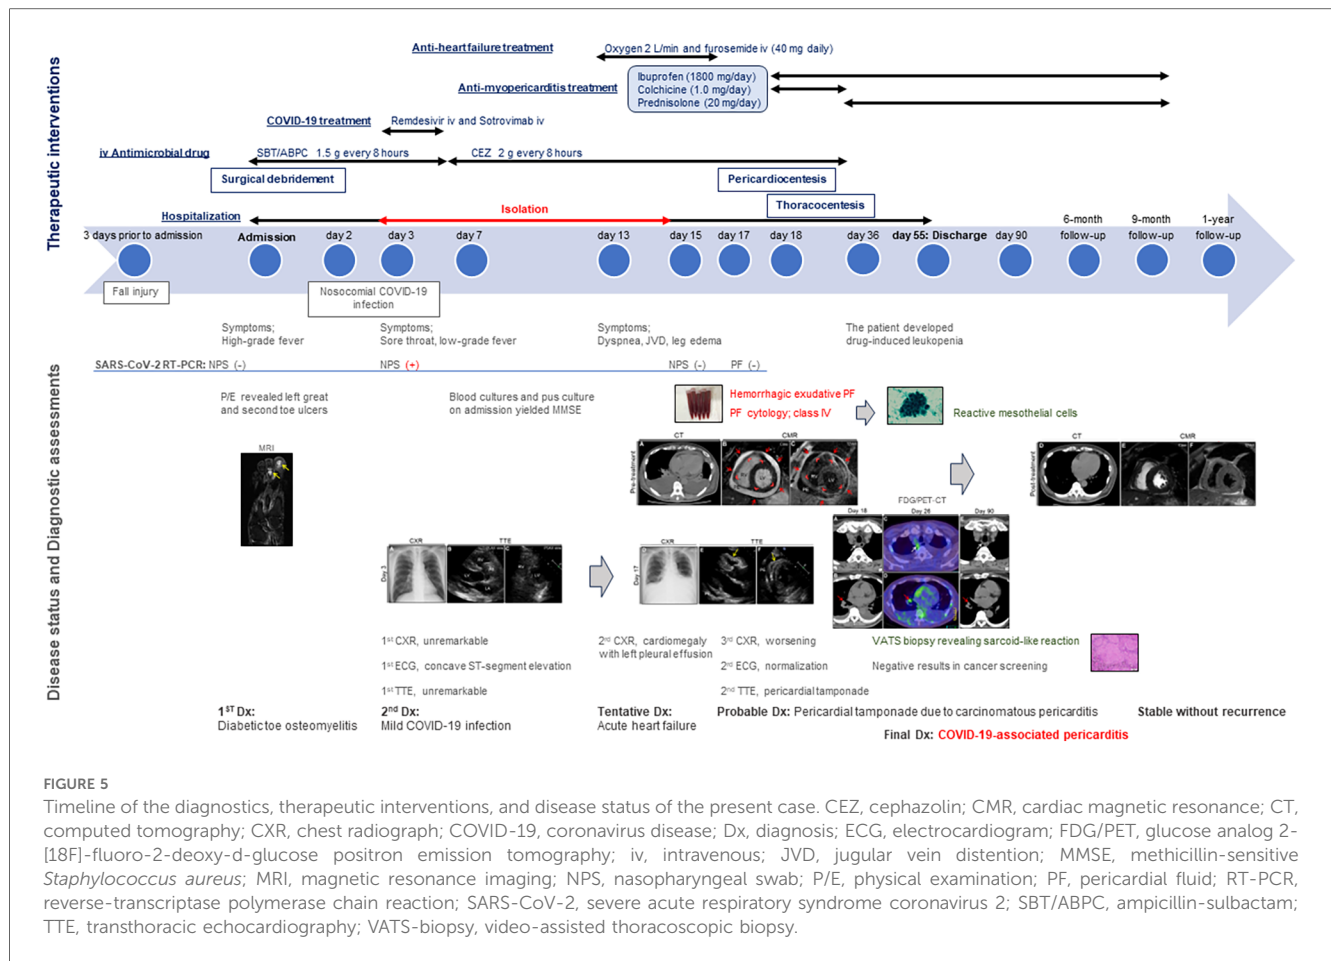 Therapeutic interventions
Anti-heart failure treatment
Oxygen 2 L/min and furosemide iv (40 mg daily)
Anti-myopericarditis treatment
Ibuprofen (1800 mg/day)
Colchicine (1.0 mg/day)
Prednisolone (20 mg/day)
COVID-19 treatment
Remdesivir iv and Sotrovimab iv
iv Antimicrobial drug
SBT/ABPC 1.5 g every 8 hours
CEZ 2 g every 8 hours
Surgical debridement
Pericardiocentesis
Thoracocentesis
Hospitalization
Isolation
3 days prior to admission
Admission
day 2
day 3
day 7
day 13
day 15
day 17
day 18
day 36
day 55: Discharge
day 90
6-month
follow-up
9-month
follow-up
1-year
follow-up
Fall injury
Nosocomial COVID-19
infection
Disease status and Diagnostic assessments
Symptoms;
High-grade fever
Symptoms;
Sore throat, low-grade fever
Symptoms;
Dyspnea, JVD, leg edema
The patient developed
drug-induced leukopenia
SARS-CoV-2 RT-PCR: NPS (-)
NPS (+)
NPS (-)
PF (-)
P/E revealed left great
and second toe ulcers
Blood cultures and pus culture
on admission yielded MMSE
Hemorrhagic exudative PF
PF cytology; class IV
Reactive mesothelial cells
MRI
CT
CMR
Pre-treatment
A
B
C
CT
CMR
Post-treatment
D
E
F
FDG/PET-CT
Day 18
Day 26
Day 90
CXR
TTE
Day 3
A
B
C
CXR
TTE
Day 17
D
E
F
1st CXR, unremarkable
1st ECG, concave ST-segment elevation
1st TTE, unremarkable
2nd CXR, cardiomegaly
with left pleural effusion
3rd CXR, worsening
2nd ECG, normalization
2nd TTE, pericardial tamponade
VATS biopsy revealing sarcoid-like reaction
Negative results in cancer screening
1ST Dx:
Diabetic toe osteomyelitis
2nd Dx:
Mild COVID-19 infection
Tentative Dx:
Acute heart failure
Probable Dx: Pericardial tamponade due to carcinomatous pericarditis
Final Dx: COVID-19-associated pericarditis
Stable without recurrence
FIGURE 5
Timeline of the diagnostics, therapeutic interventions, and disease status of the present case. CEZ, cephazolin; CMR, cardiac magnetic resonance; CT,
computed tomography; CXR, chest radiograph; COVID-19, coronavirus disease; Dx, diagnosis; ECG, electrocardiogram; FDG/PET, glucose analog 2-
[18F]-fluoro-2-deoxy-d-glucose positron emission tomography; iv, intravenous; JVD, jugular vein distention; MMSE, methicillin-sensitive
Staphylococcus aureus; MRI, magnetic resonance imaging; NPS, nasopharyngeal swab; P/E, physical examination; PF, pericardial fluid; RT-PCR,
reverse-transcriptase polymerase chain reaction; SARS-CoV-2, severe acute respiratory syndrome coronavirus 2; SBT/ABPC, ampicillin-sulbactam;
TTE, transthoracic echocardiography; VATS-biopsy, video-assisted thoracoscopic biopsy.